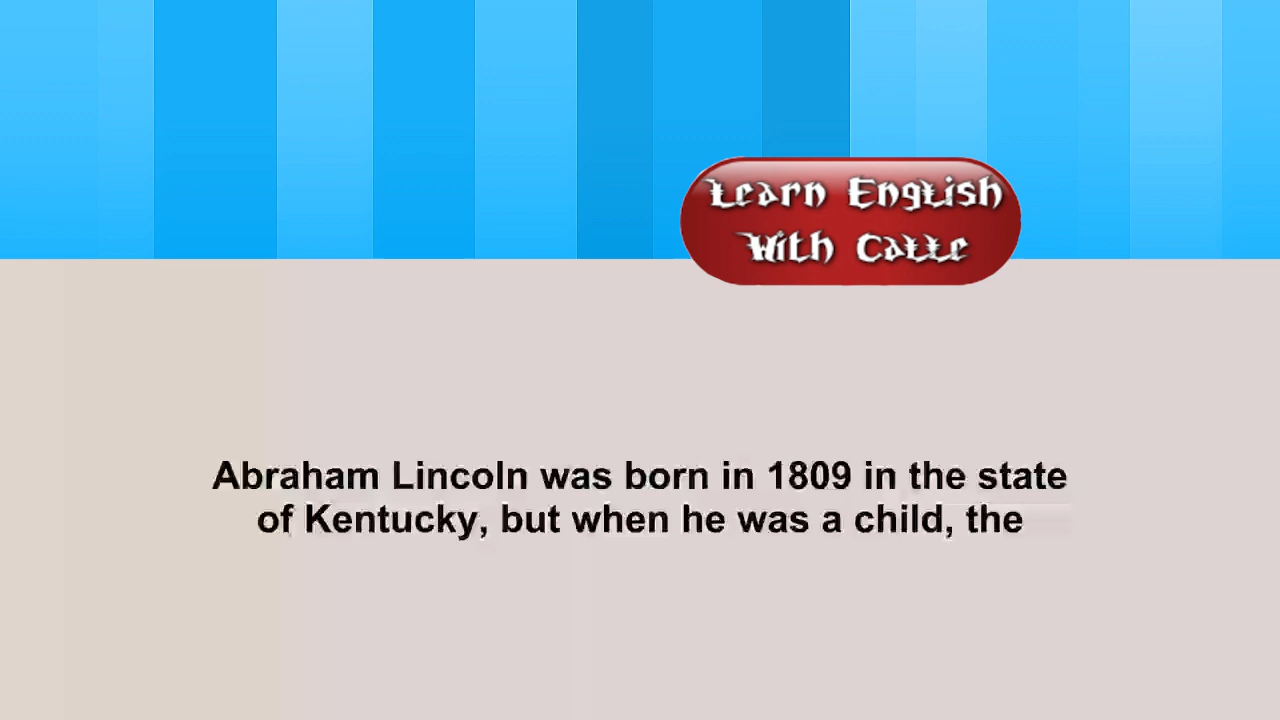 Learn English
With Calle
Abraham Lincoln was born in 1809 in the state
of Kentucky, but when he was a child, the